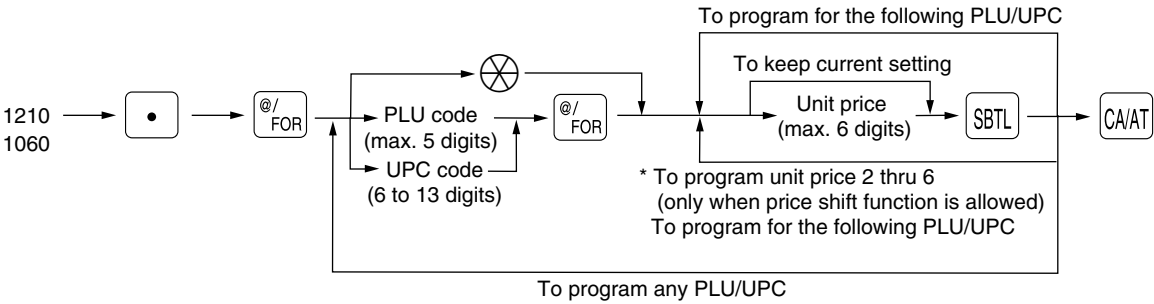 To program for the following PLU/UPC
To keep current setting
1210
1060
•
@/
FOR
PLU code
(max. 5 digits)
UPC code
(6 to 13 digits)
@/
FOR
Unit price
(max. 6 digits)
SBTL
CA/AT
* To program unit price 2 thru 6
(only when price shift function is allowed)
To program for the following PLU/UPC
To program any PLU/UPC